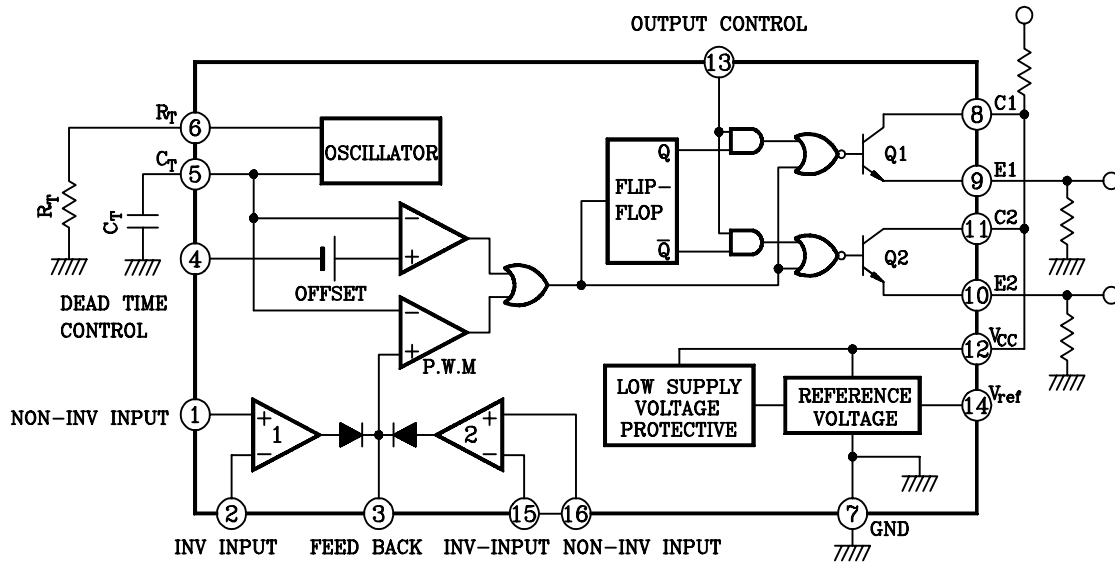 OUTPUT CONTROL
13
RT
6
OSCILLATOR
CT
5
RT
CT
4
OFFSET
DEAD TIME
CONTROL
−
+
−
+
P.W.M
Q
FLIP-
FLOP
Q̅
Q1
Q2
8
C1
9
E1
11
C2
10
E2
12
VCC
14
Vref
LOW SUPPLY
VOLTAGE
PROTECTIVE
REFERENCE
VOLTAGE
NON-INV INPUT
1
+
1
−
+
2
−
2
3
15
16
7
GND
INV INPUT
FEED BACK
INV-INPUT
NON-INV INPUT